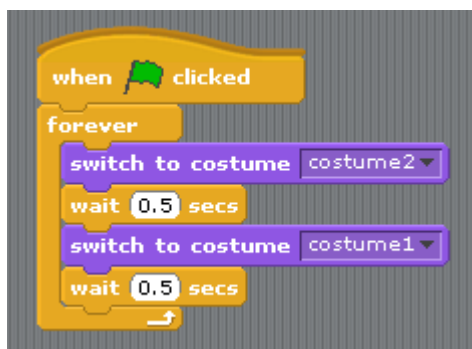 when clicked
forever
switch to costume costume2
wait 0.5 secs
switch to costume costume1
wait 0.5 secs